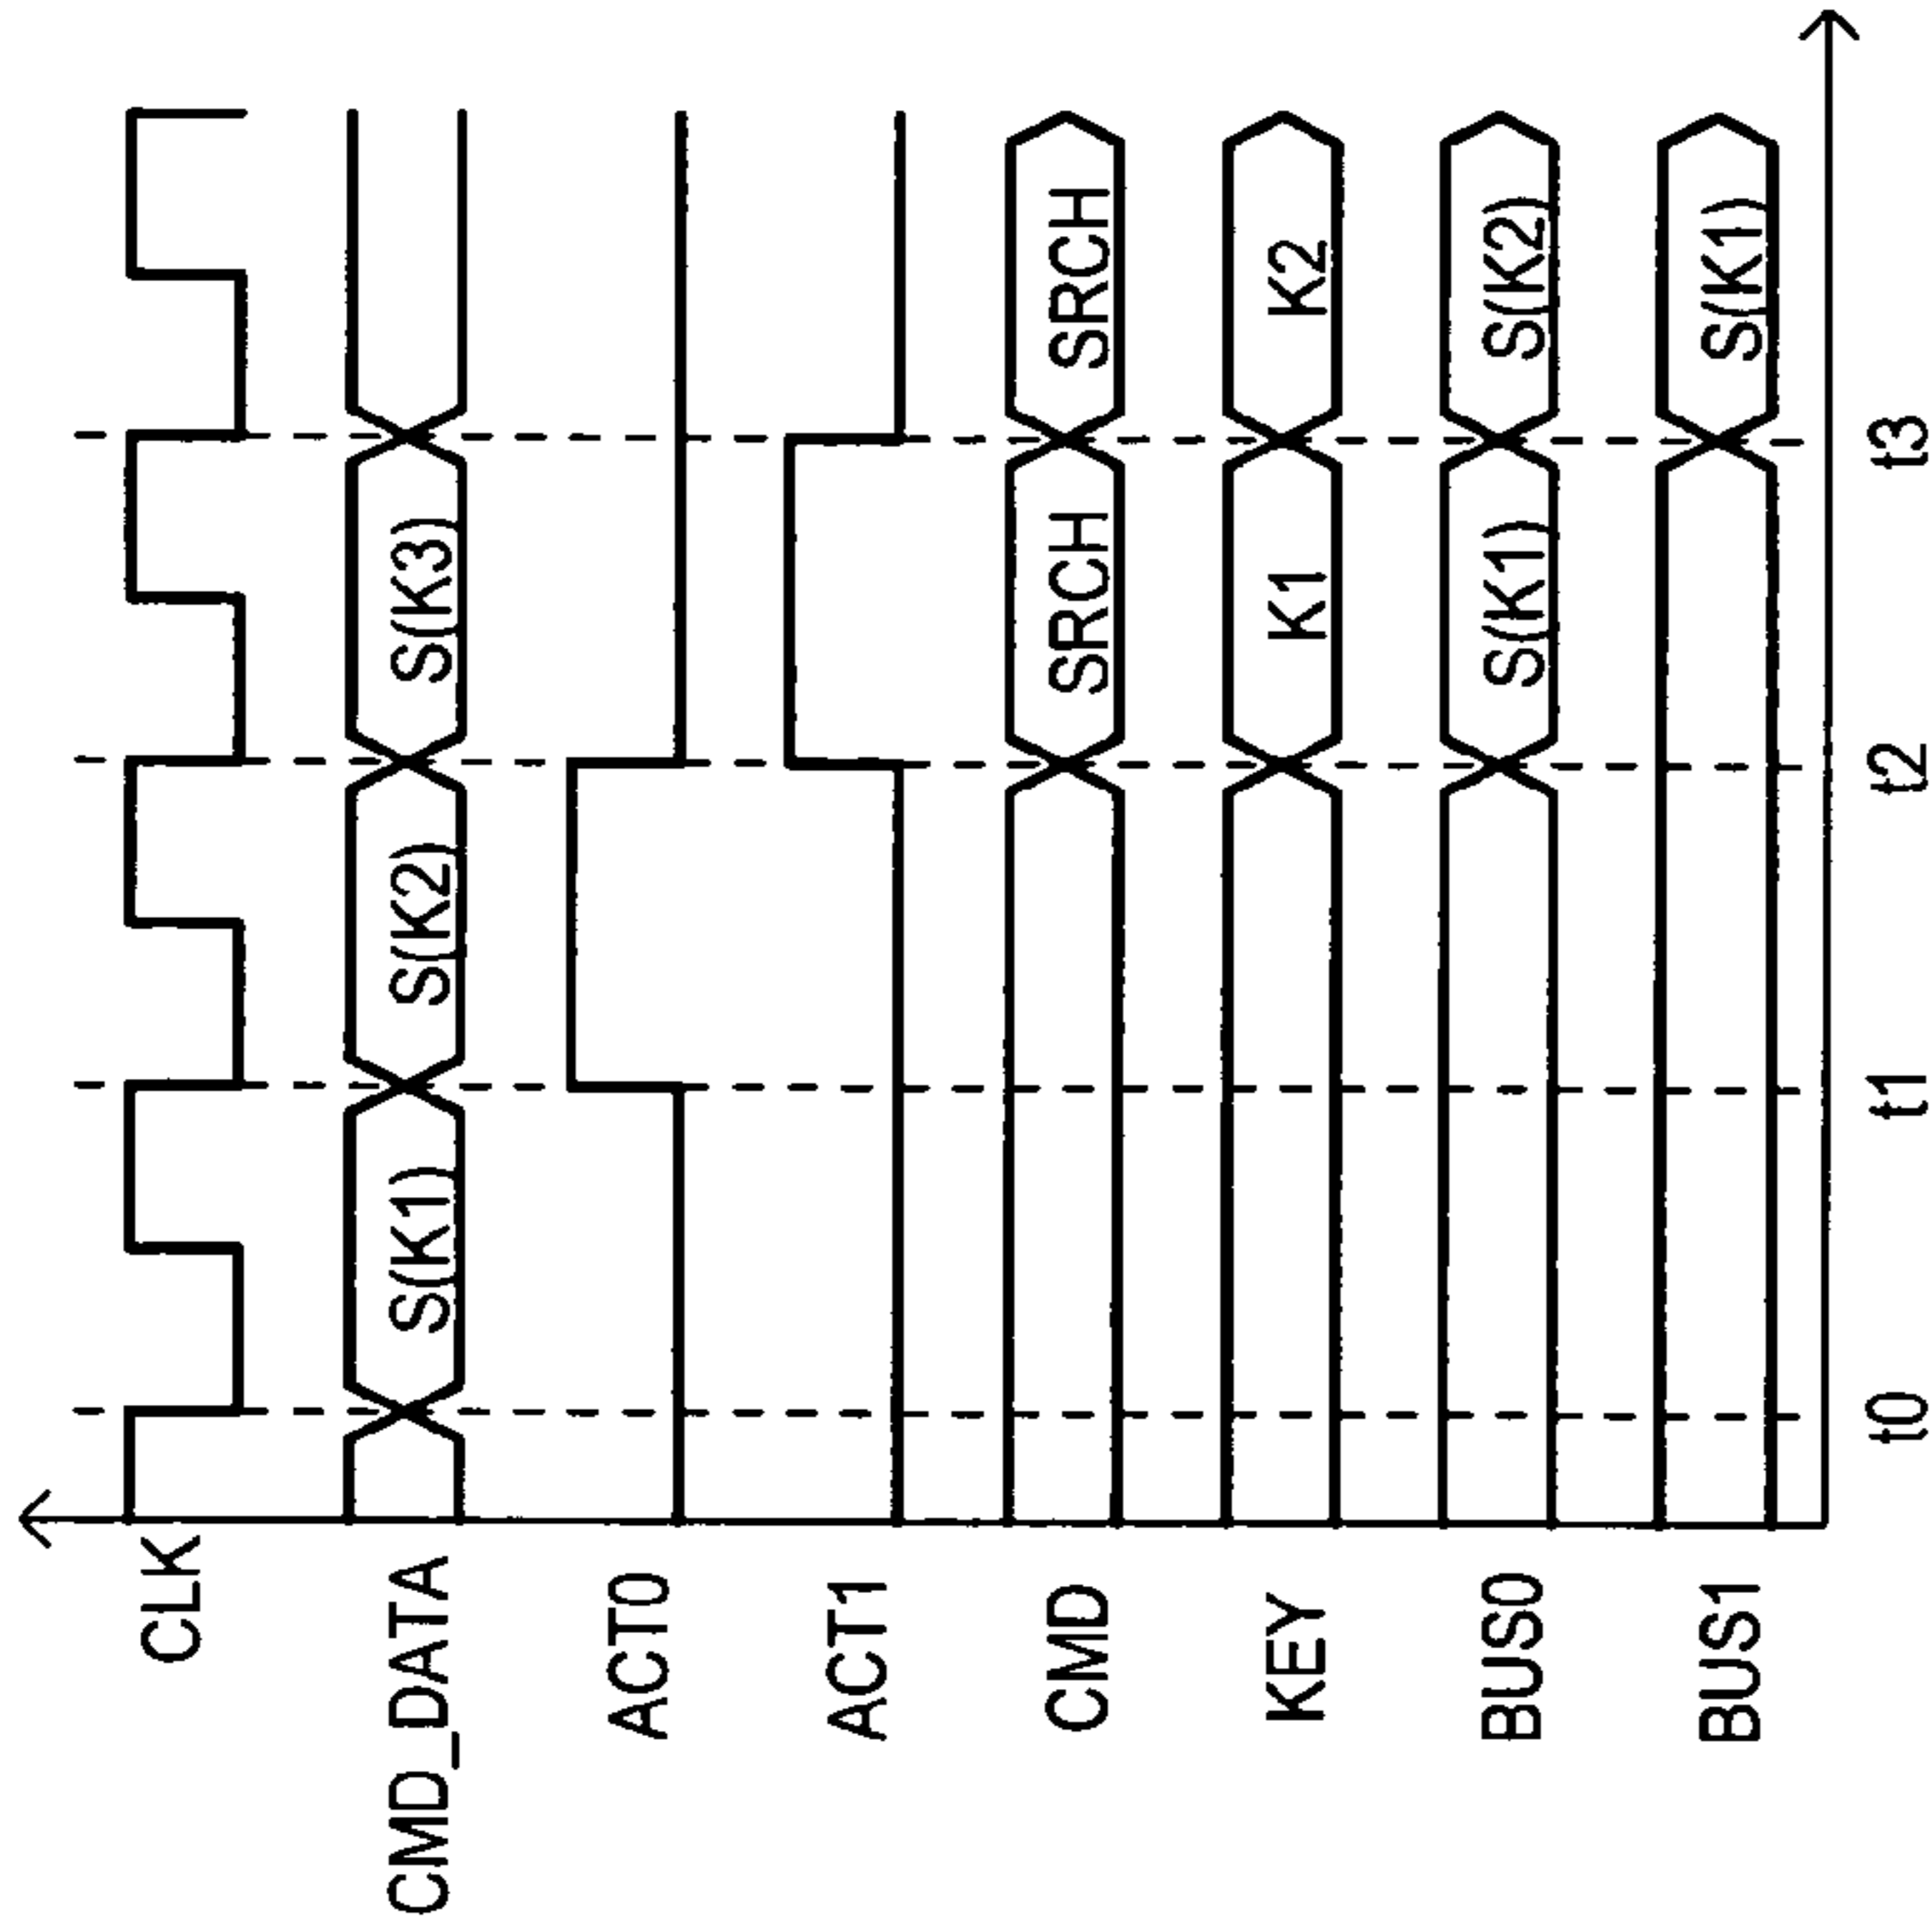 CLK
CMD_DATA
S(K1)
S(K2)
S(K3)
ACT0
ACT1
CMD
SRCH
SRCH
KEY
K1
K2
BUS0
S(K1)
S(K2)
BUS1
S(K1)
t0
t1
t2
t3